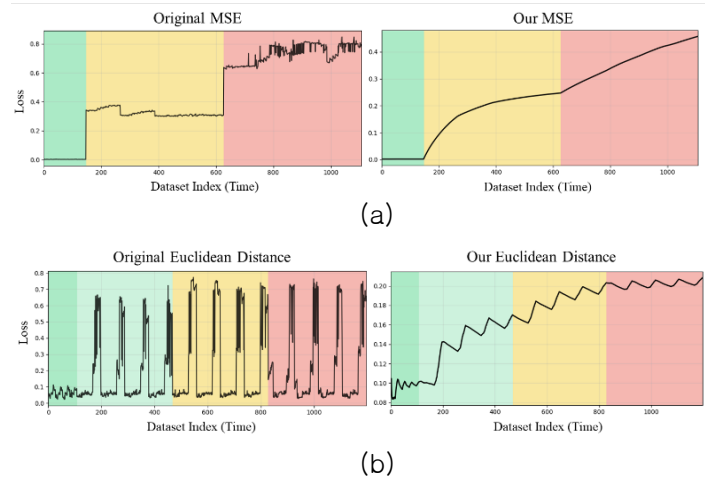 Original MSE
Our MSE
Loss
0.8
0.6
0.4
0.2
0.0
0 200 400 600 800 1000
Dataset Index (Time)
0.4
0.3
0.2
0.1
0.0
0 200 400 600 800 1000
Dataset Index (Time)
(a)
Original Euclidean Distance
Our Euclidean Distance
Loss
0.8
0.7
0.6
0.5
0.4
0.3
0.2
0.1
0.0
0 200 400 600 800 1000
Dataset Index (Time)
0.20
0.18
0.16
0.14
0.12
0.10
0.08
0 200 400 600 800 1000
Dataset Index (Time)
(b)